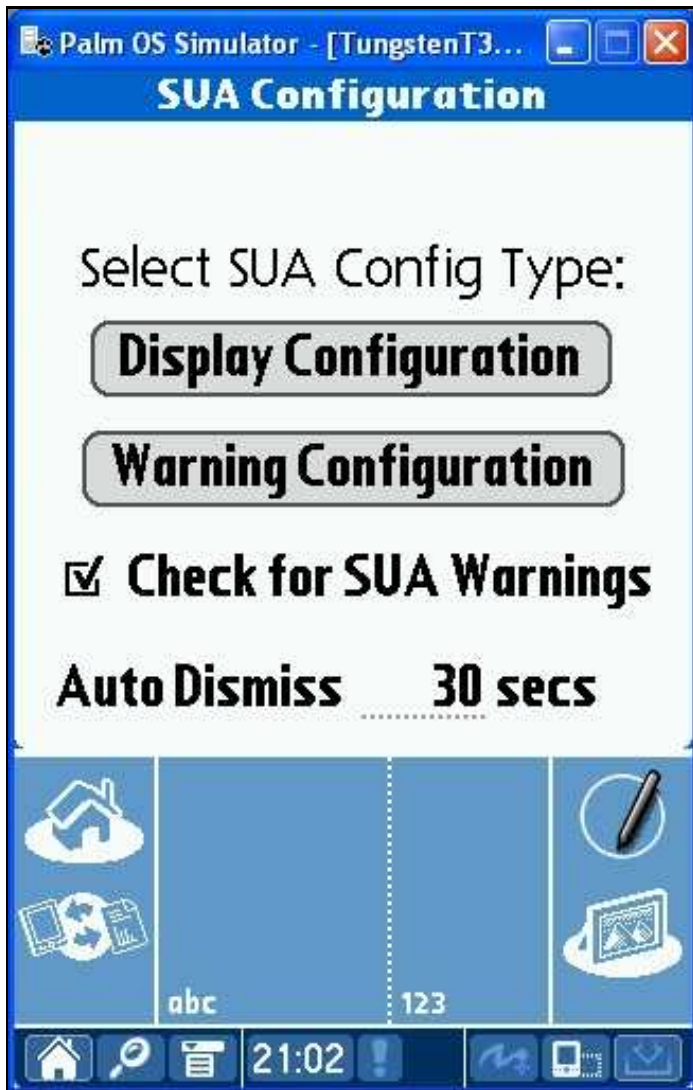 Palm OS Simulator - [TungstenT3...
SUA Configuration
Select SUA Config Type:
Display Configuration
Warning Configuration
Check for SUA Warnings
Auto Dismiss 30 secs
abc 123
21:02